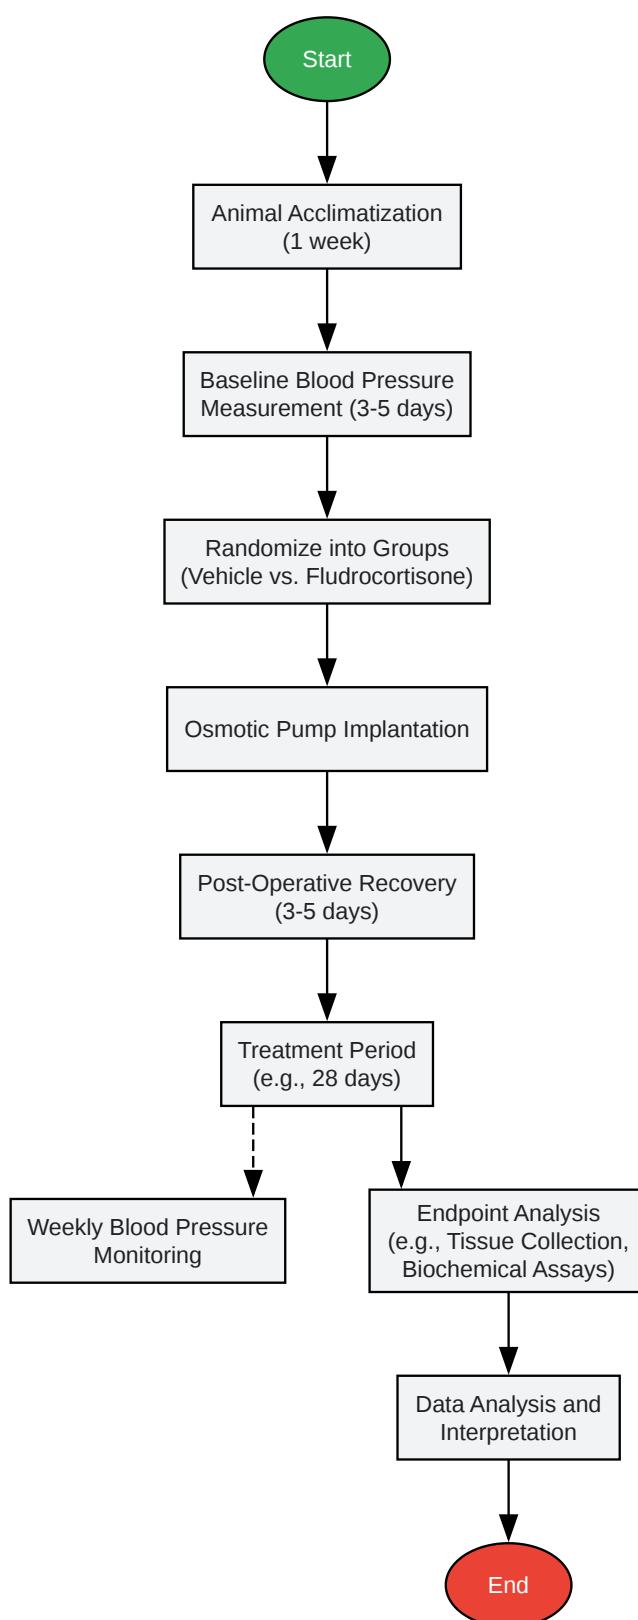 Start
Animal Acclimatization
(1 week)
Baseline Blood Pressure
Measurement (3-5 days)
Randomize into Groups
(Vehicle vs. Fludrocortisone)
Osmotic Pump Implantation
Post-Operative Recovery
(3-5 days)
Treatment Period
(e.g., 28 days)
Weekly Blood Pressure
Monitoring
Endpoint Analysis
(e.g., Tissue Collection,
Biochemical Assays)
Data Analysis and
Interpretation
End